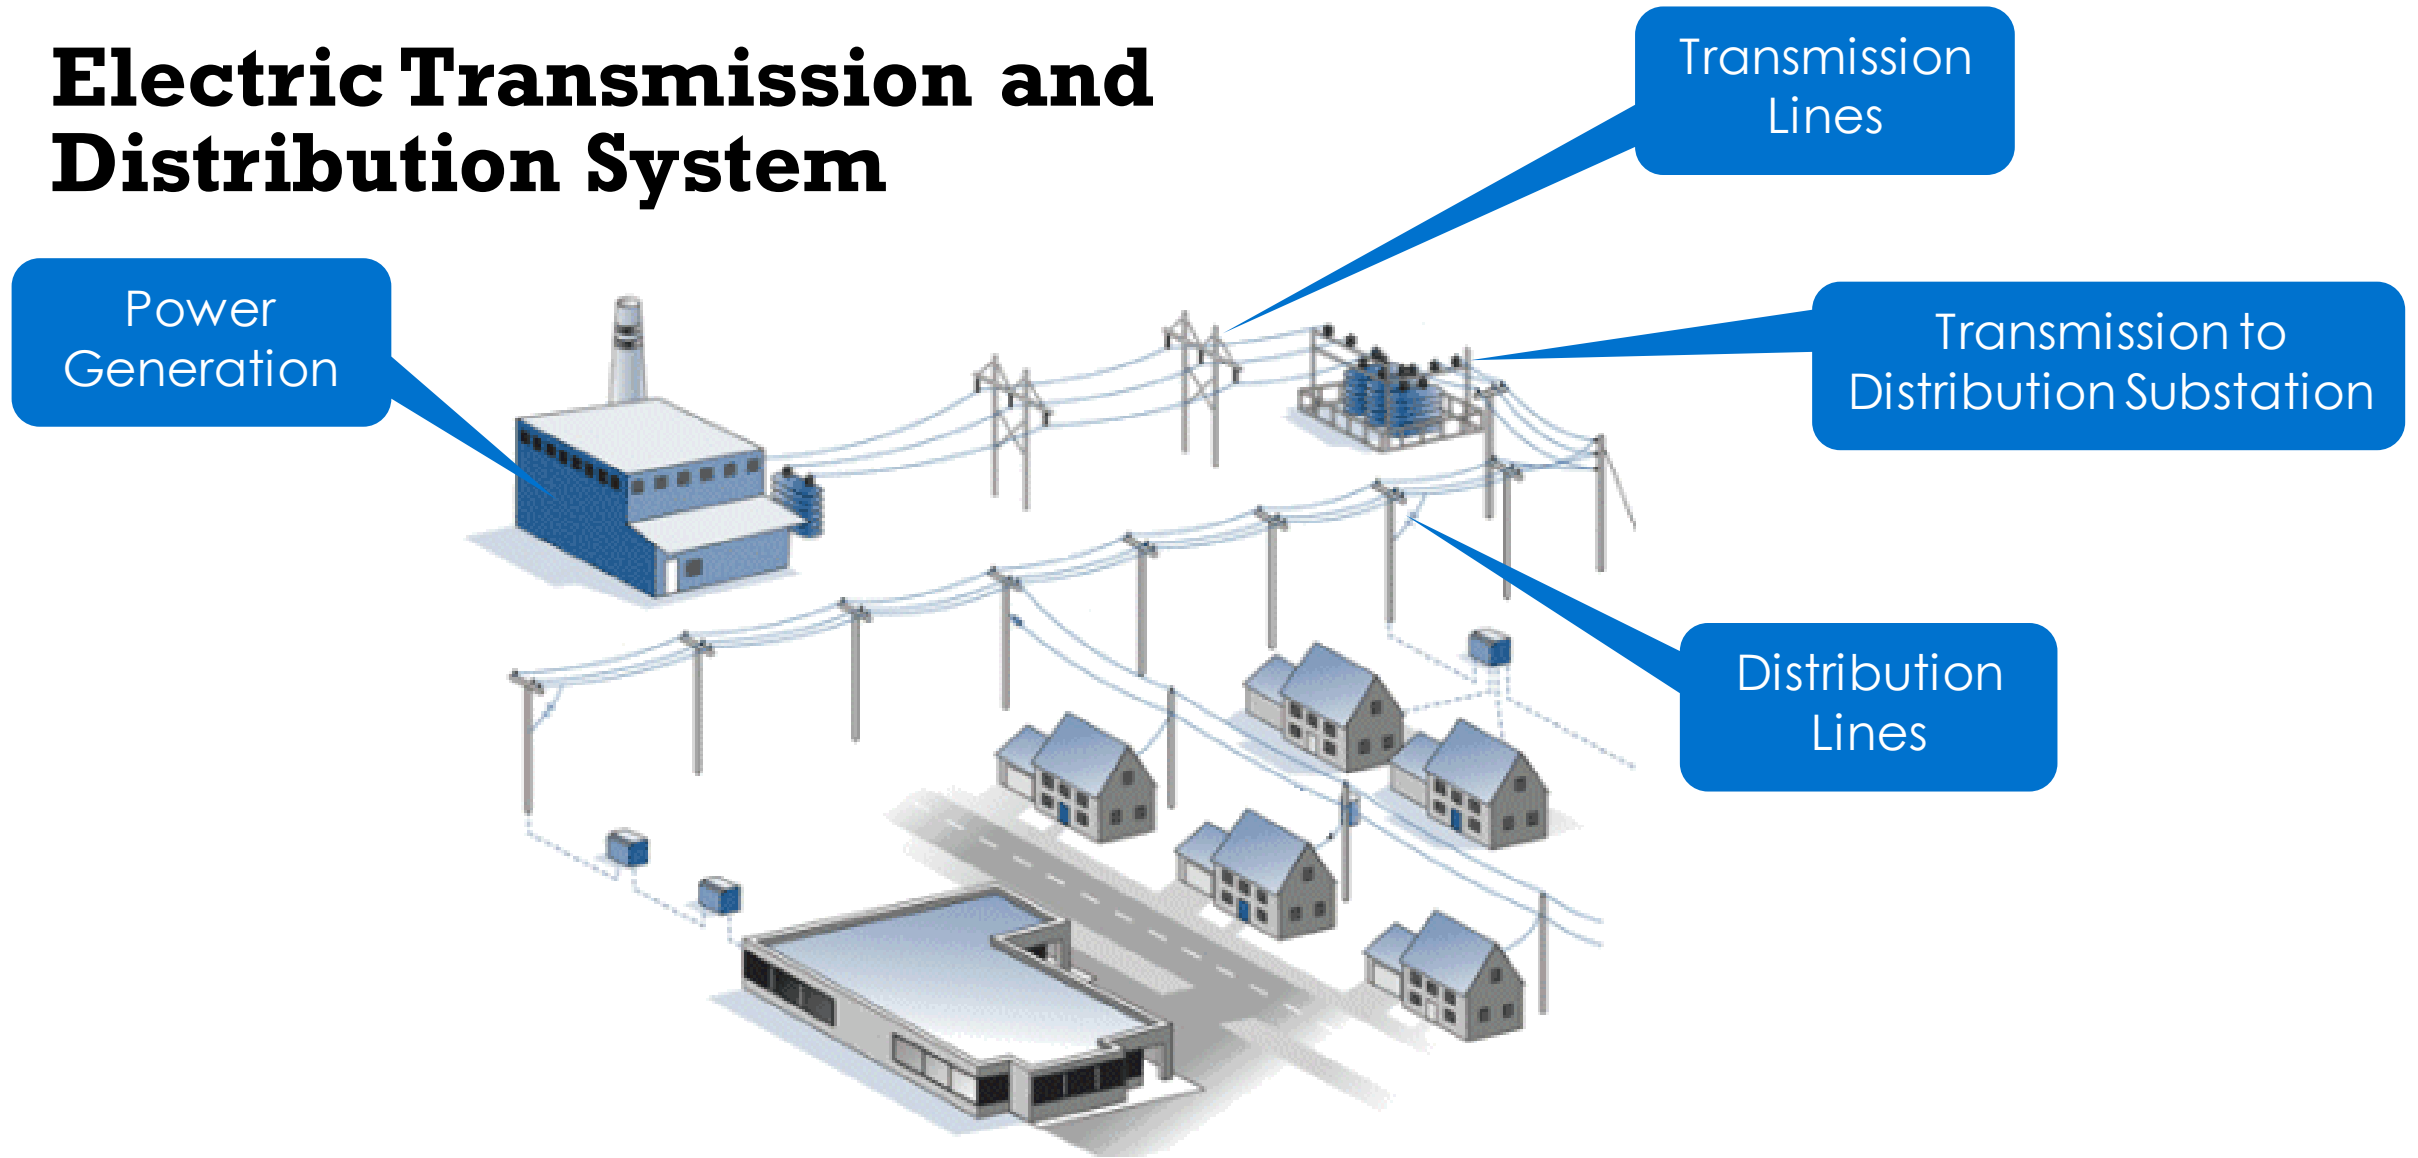 Electric Transmission and
Distribution System
Transmission
Lines
Power
Generation
Transmission to
Distribution Substation
Distribution
Lines